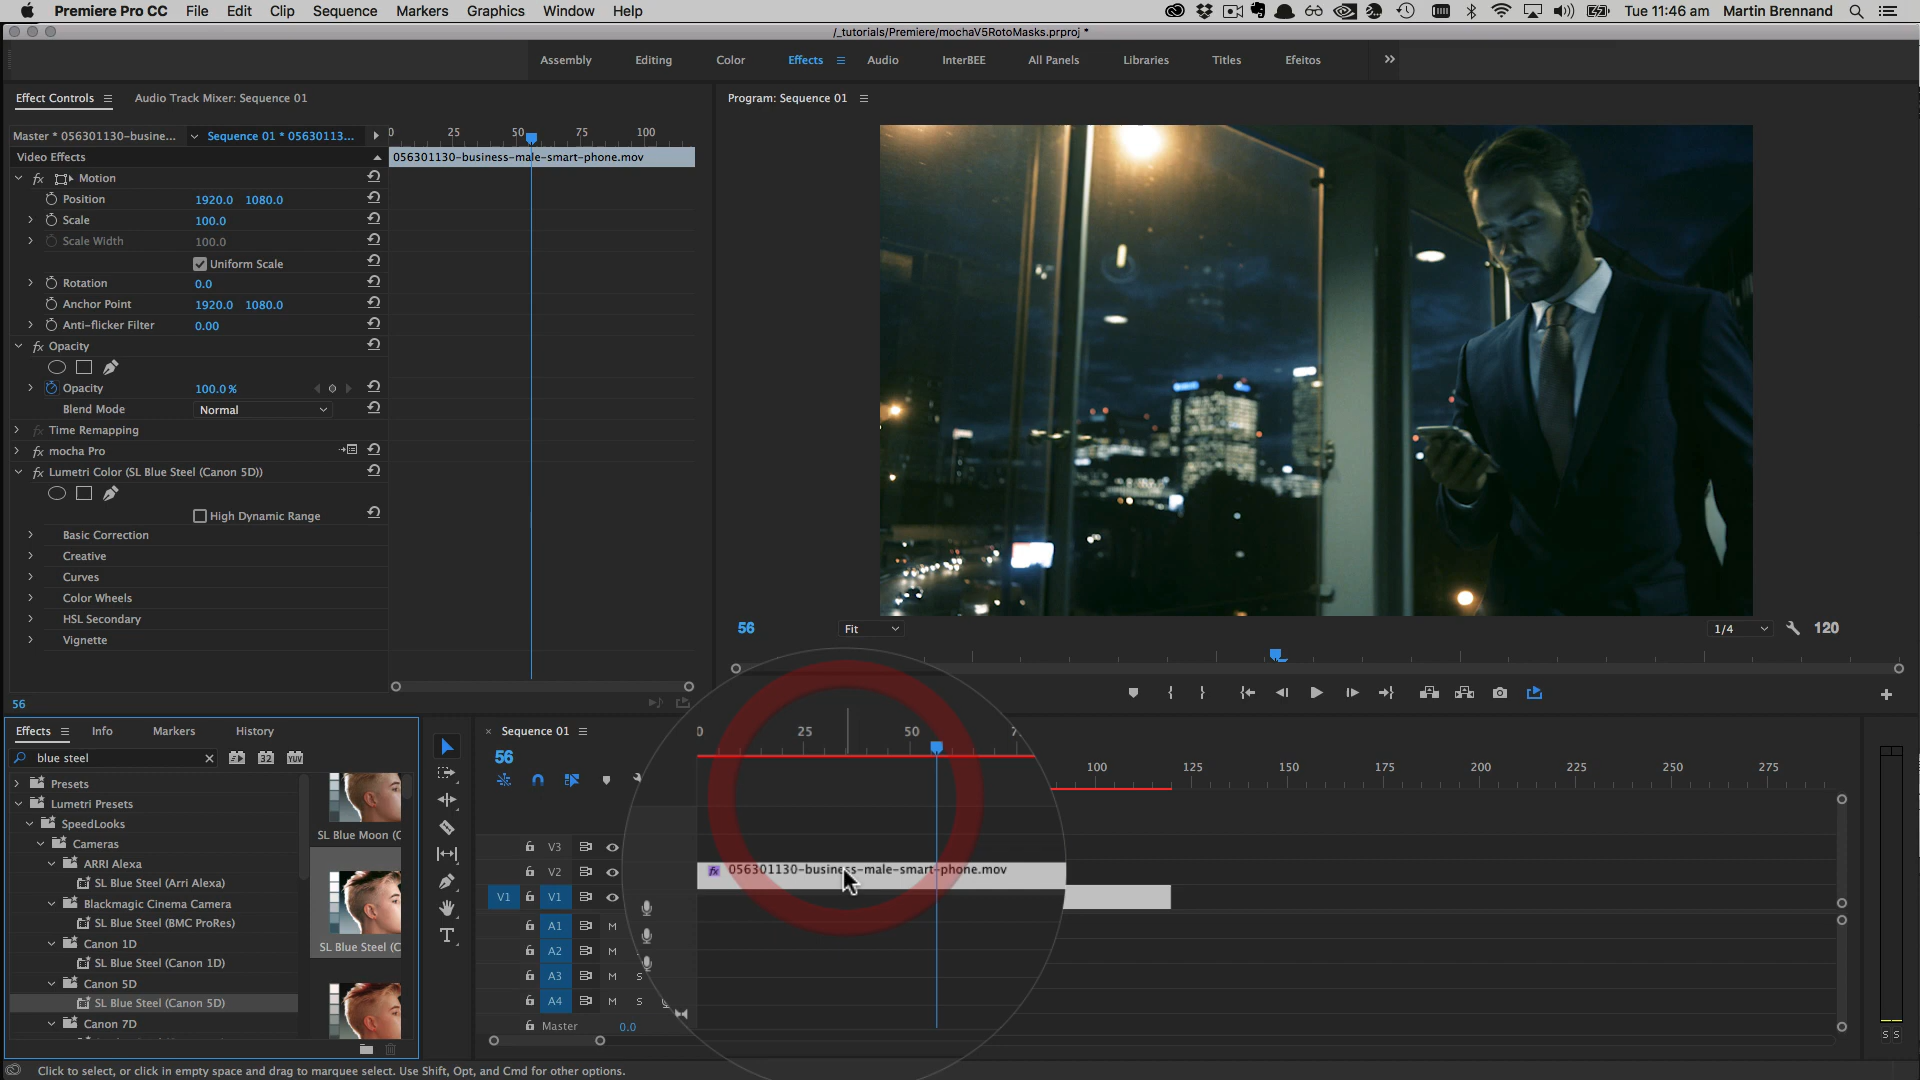 Premiere Pro CC File Edit Clip Sequence Markers Graphics Window Help
Tue 11:46 am Martin Brennand
/_tutorials/Premiere/mochaV5RotoMasks.prproj *
Assembly Editing Color Effects Audio InterBEE All Panels Libraries Titles Efeitos
Effect Controls Audio Track Mixer: Sequence 01
Program: Sequence 01
Master * 056301130-busine... Sequence 01 * 05630113...
0 25 50 75 100
Video Effects
056301130-business-male-smart-phone.mov
fx Motion
Position 1920.0 1080.0
Scale 100.0
Scale Width 100.0
Uniform Scale
Rotation 0.0
Anchor Point 1920.0 1080.0
Anti-flicker Filter 0.00
fx Opacity
Opacity 100.0 %
Blend Mode Normal
fx Time Remapping
fx mocha Pro
fx Lumetri Color (SL Blue Steel (Canon 5D))
High Dynamic Range
Basic Correction
Creative
Curves
Color Wheels
HSL Secondary
Vignette
56
56 Fit 1/4 120
Effects Info Markers History
blue steel
32 YUV
Presets
Lumetri Presets
SpeedLooks
Cameras
ARRI Alexa
SL Blue Steel (Arri Alexa)
Blackmagic Cinema Camera
SL Blue Steel (BMC ProRes)
Canon 1D
SL Blue Steel (Canon 1D)
Canon 5D
SL Blue Steel (Canon 5D)
Canon 7D
SL Blue Moon (C
SL Blue Steel (C
T
× Sequence 01
56
0 25 50 7
100 125 150 175 200 225 250 275
V3
V2
fx 056301130-business-male-smart-phone.mov
V1 V1
A1 M
A2 M
A3 M S
A4 M S
Master 0.0
S S
Click to select, or click in empty space and drag to marquee select. Use Shift, Opt, and Cmd for other options.